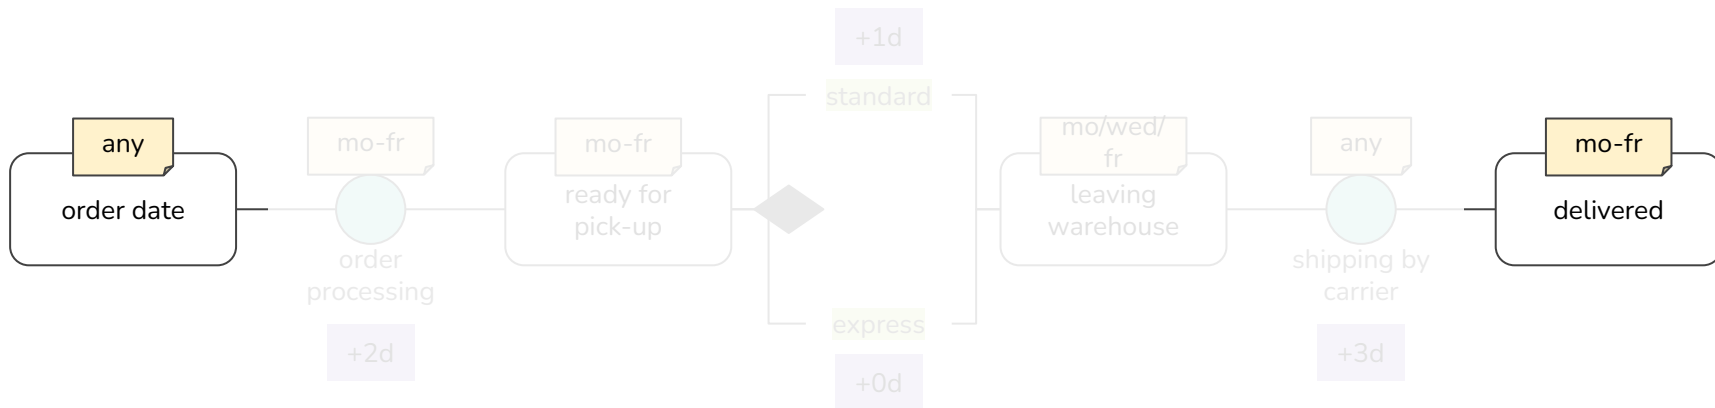 +1d
standard
any
mo-fr
mo-fr
mo/wed/
fr
any
mo-fr
order date
ready for
pick-up
leaving
warehouse
delivered
order
processing
shipping by
carrier
express
+2d
+0d
+3d